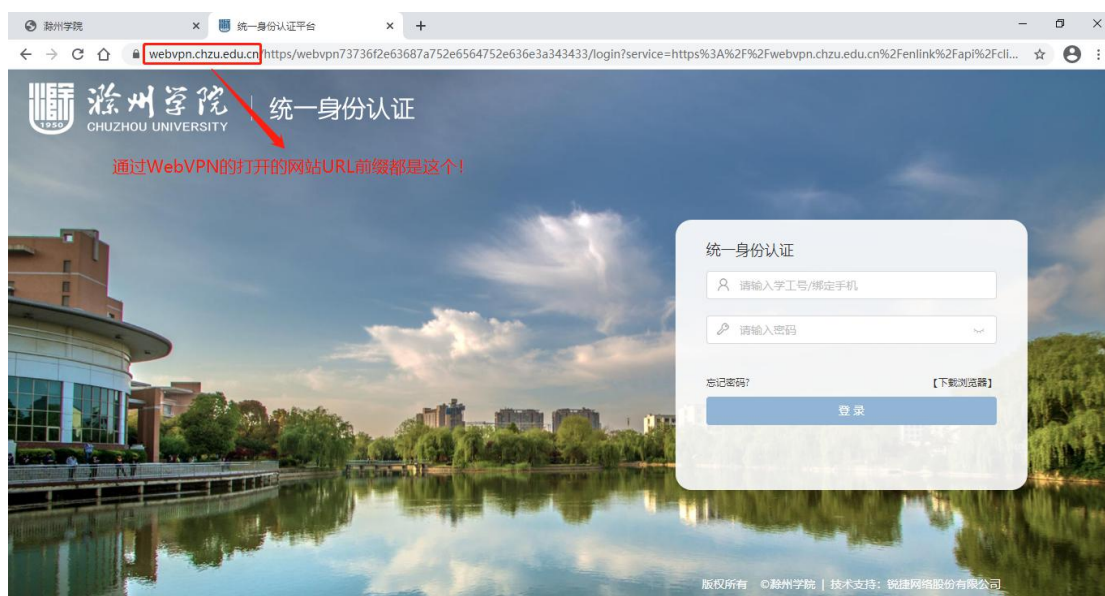 滁州学院
统一身份认证平台
webvpn.chzu.edu.cn/https/webvpn73736f2e63687a752e6564752e636e3a343433/login?service=https%3A%2F%2Fwebvpn.chzu.edu.cn%2Fenlink%2Fapi%2Fcli...
1950
滁州学院
CHUZHOU UNIVERSITY
统一身份认证
通过WebVPN的打开的网站URL前缀都是这个！
统一身份认证
请输入学工号/绑定手机
请输入密码
忘记密码?
【下载浏览器】
登录
版权所有 ©滁州学院 | 技术支持：锐捷网络股份有限公司